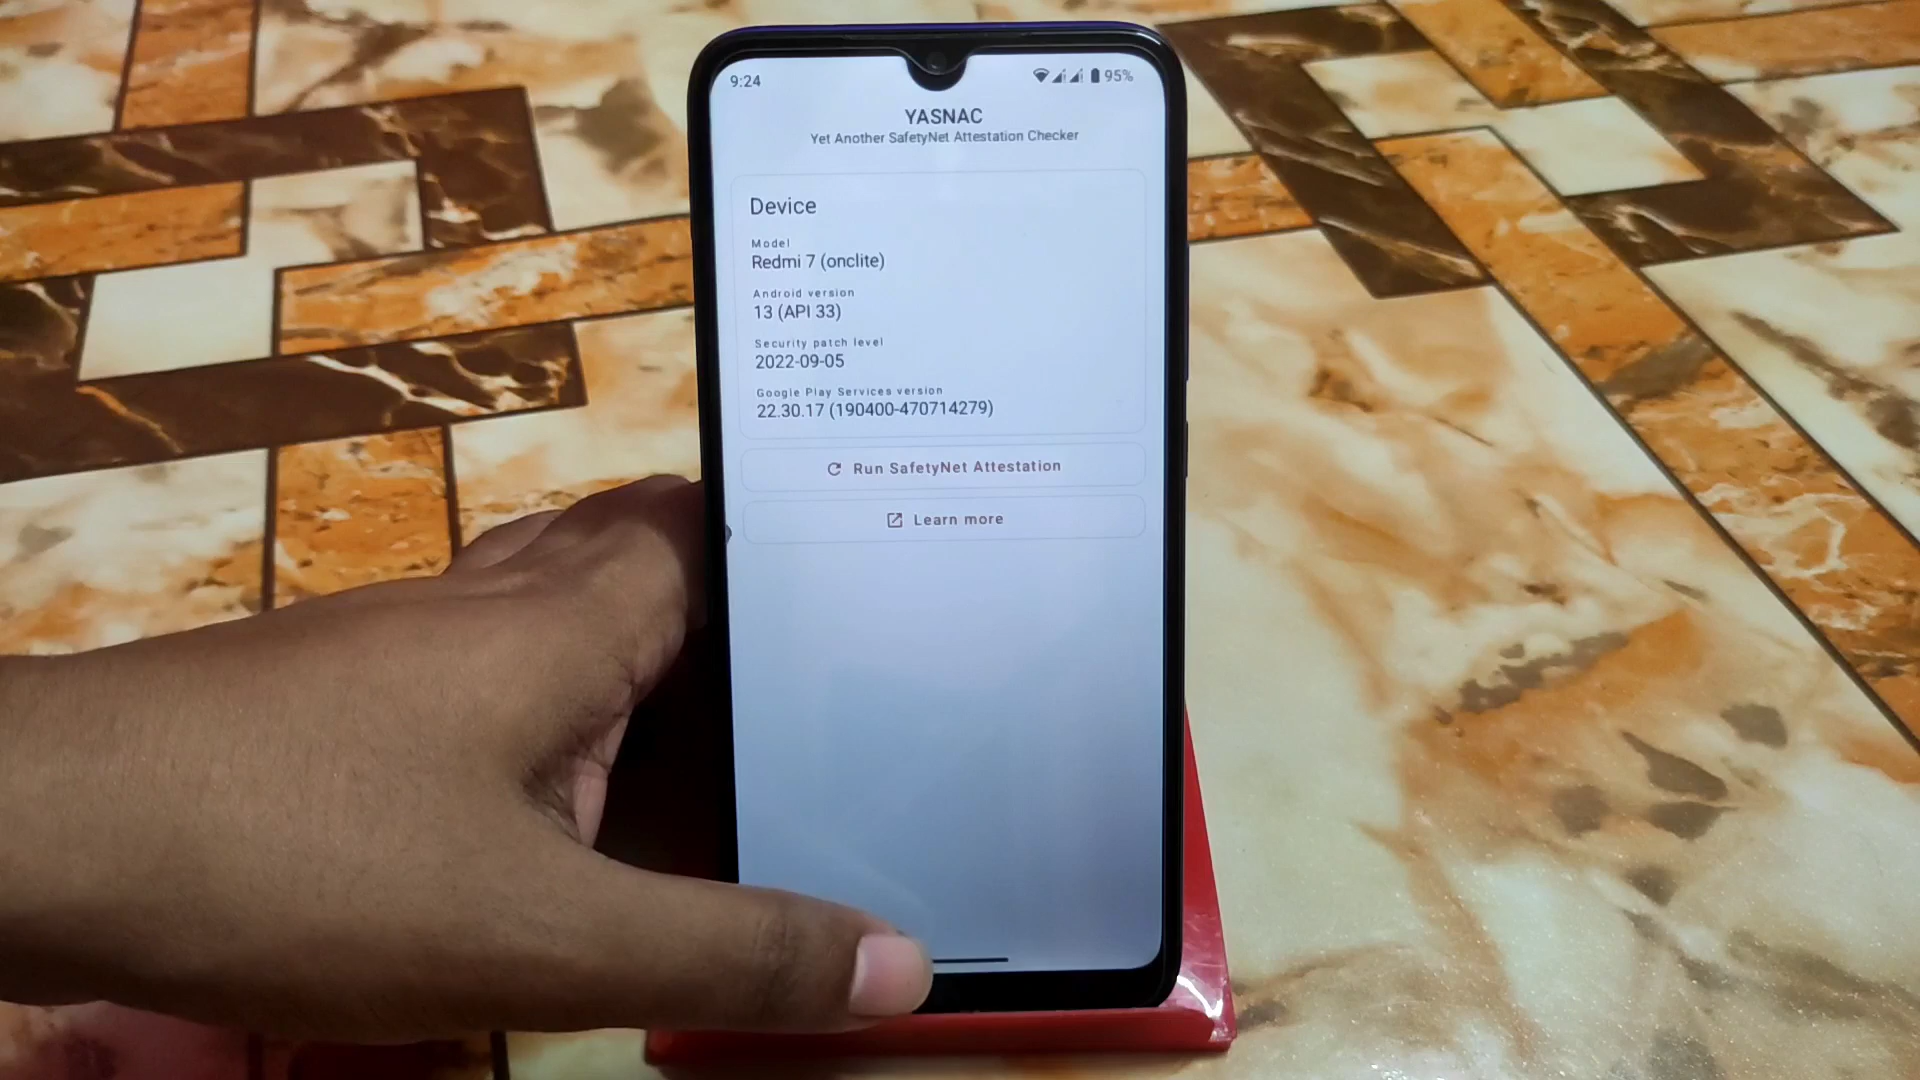 9:24
95%
YASNAC
Yet Another SafetyNet Attestation Checker
Device
Model
Redmi 7 (onclite)
Android version
13 (API 33)
Security patch level
2022-09-05
Google Play Services version
22.30.17 (190400-470714279)
Run SafetyNet Attestation
Learn more